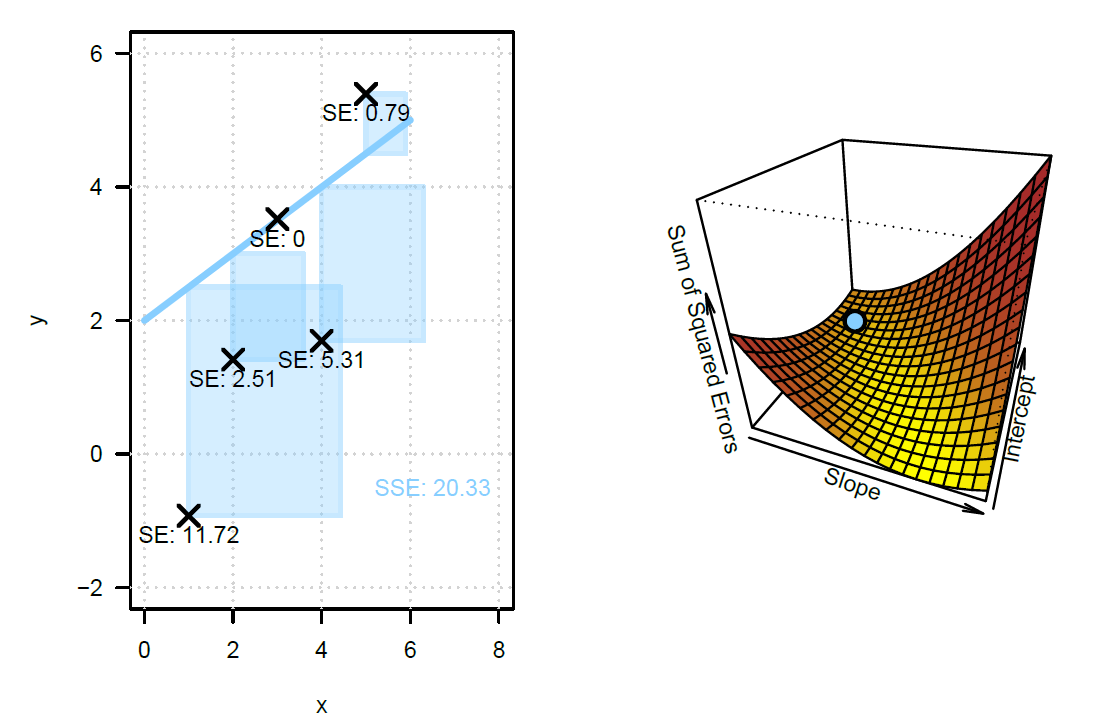 6
4
2
0
−2
y
0
2
4
6
8
x
SE: 0.79
SE: 0
SE: 5.31
SE: 2.51
SSE: 20.33
SE: 11.72
Sum of Squared Errors
Slope
Intercept